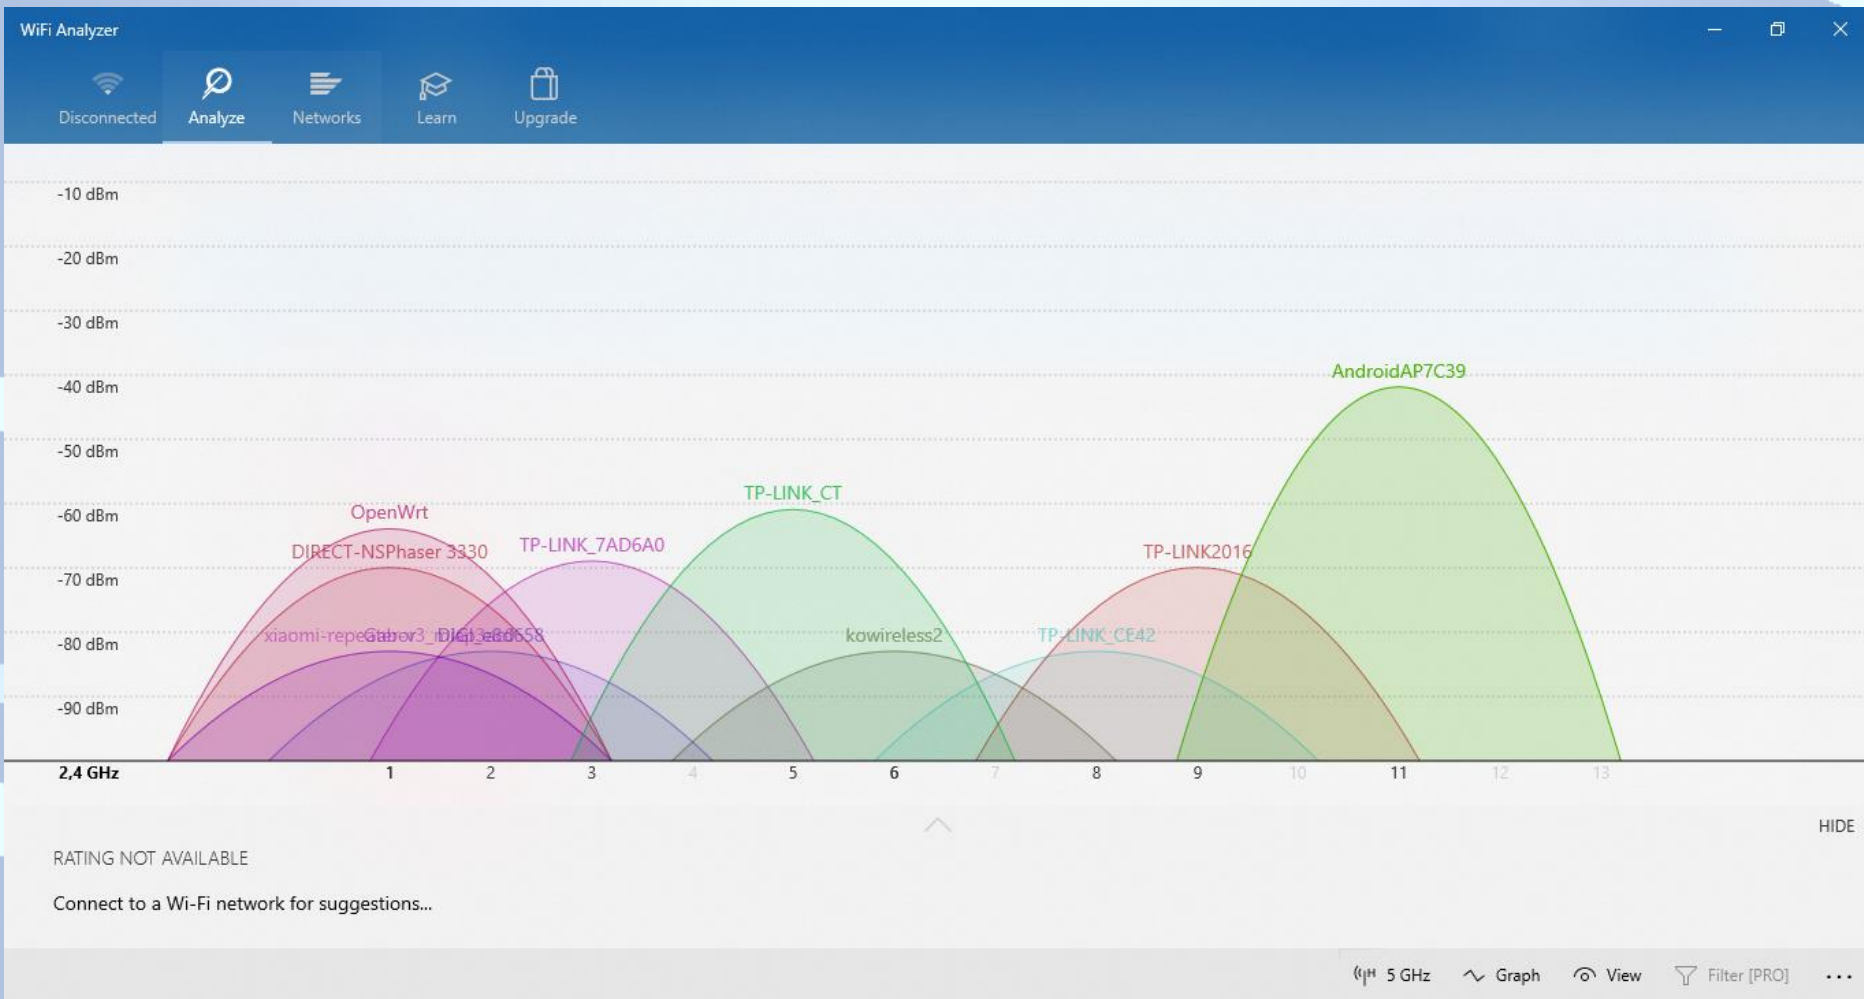 WiFi Analyzer
Disconnected
Analyze
Networks
Learn
Upgrade
-10 dBm
-20 dBm
-30 dBm
AndroidAP7C39
-40 dBm
-50 dBm
TP-LINK_CT
OpenWrt
-60 dBm
DIRECT-NSPhaser 3330
TP-LINK_7AD6A0
TP-LINK2016
-70 dBm
kowireless2
TP-LINK_CE42
-80 dBm
-90 dBm
2,4 GHz
1 2 3 4 5 6 7 8 9 10 11 12 13
HIDE
RATING NOT AVAILABLE
Connect to a Wi-Fi network for suggestions...
5 GHz
Graph
View
Filter [PRO]
...